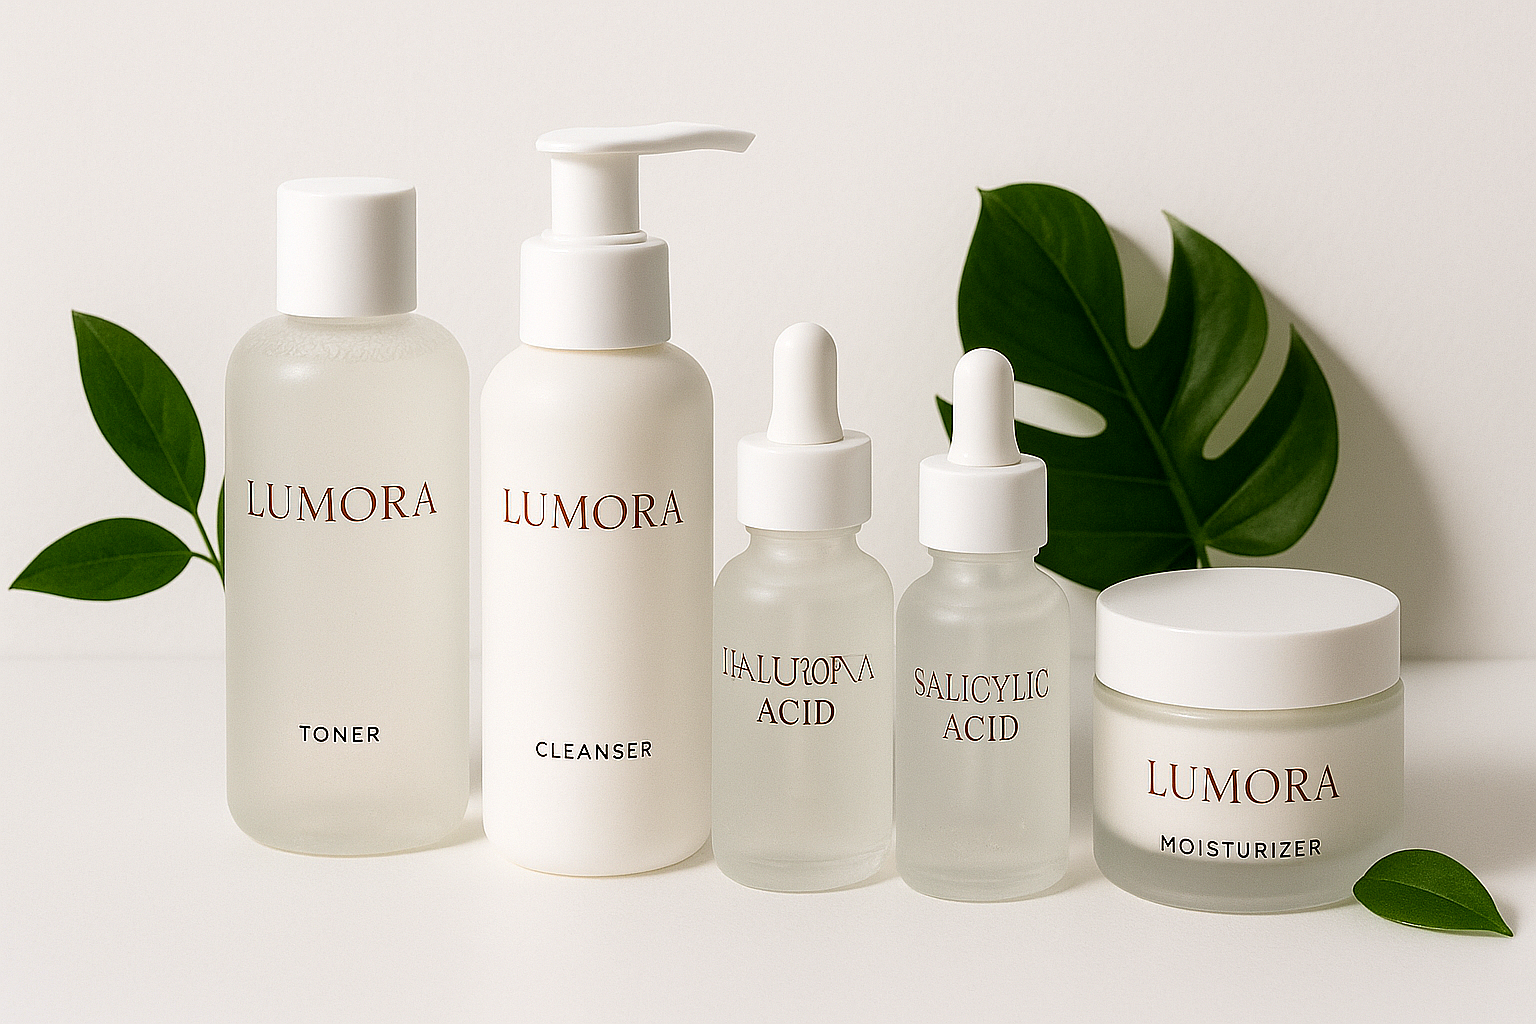 LUMORA
TONER
LUMORA
CLEANSER
ACID
SALICYLIC
ACID
LUMORA
MOISTURIZER